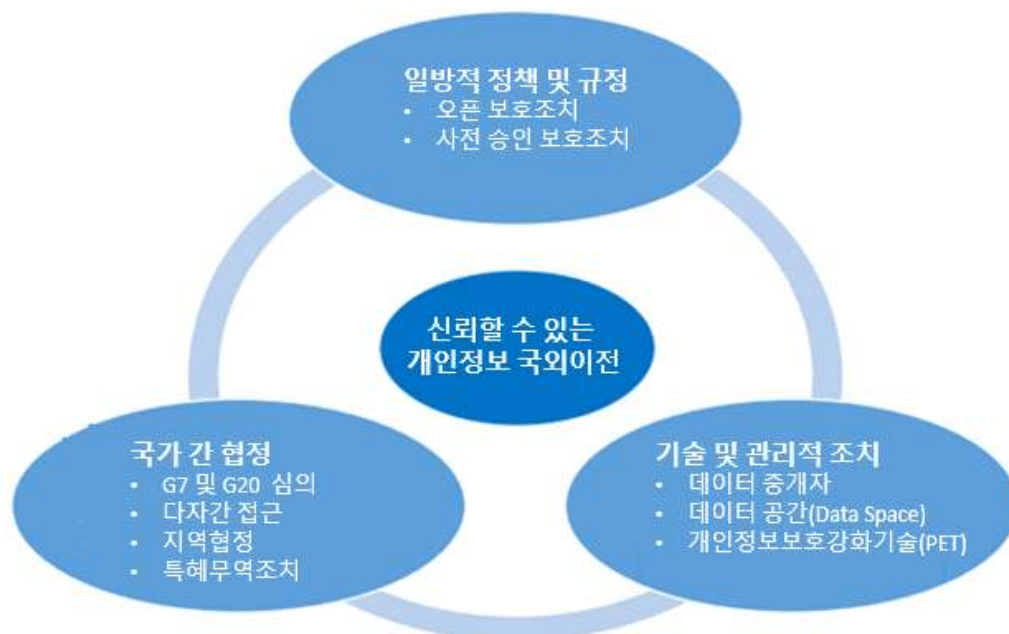 일방적 정책 및 규정
• 오픈 보호조치
• 사전 승인 보호조치
신뢰할 수 있는
개인정보 국외이전
국가 간 협정
• G7 및 G20 심의
• 다자간 접근
• 지역협정
• 특혜무역조치
기술 및 관리적 조치
• 데이터 중개자
• 데이터 공간(Data Space)
• 개인정보보호강화기술(PET)